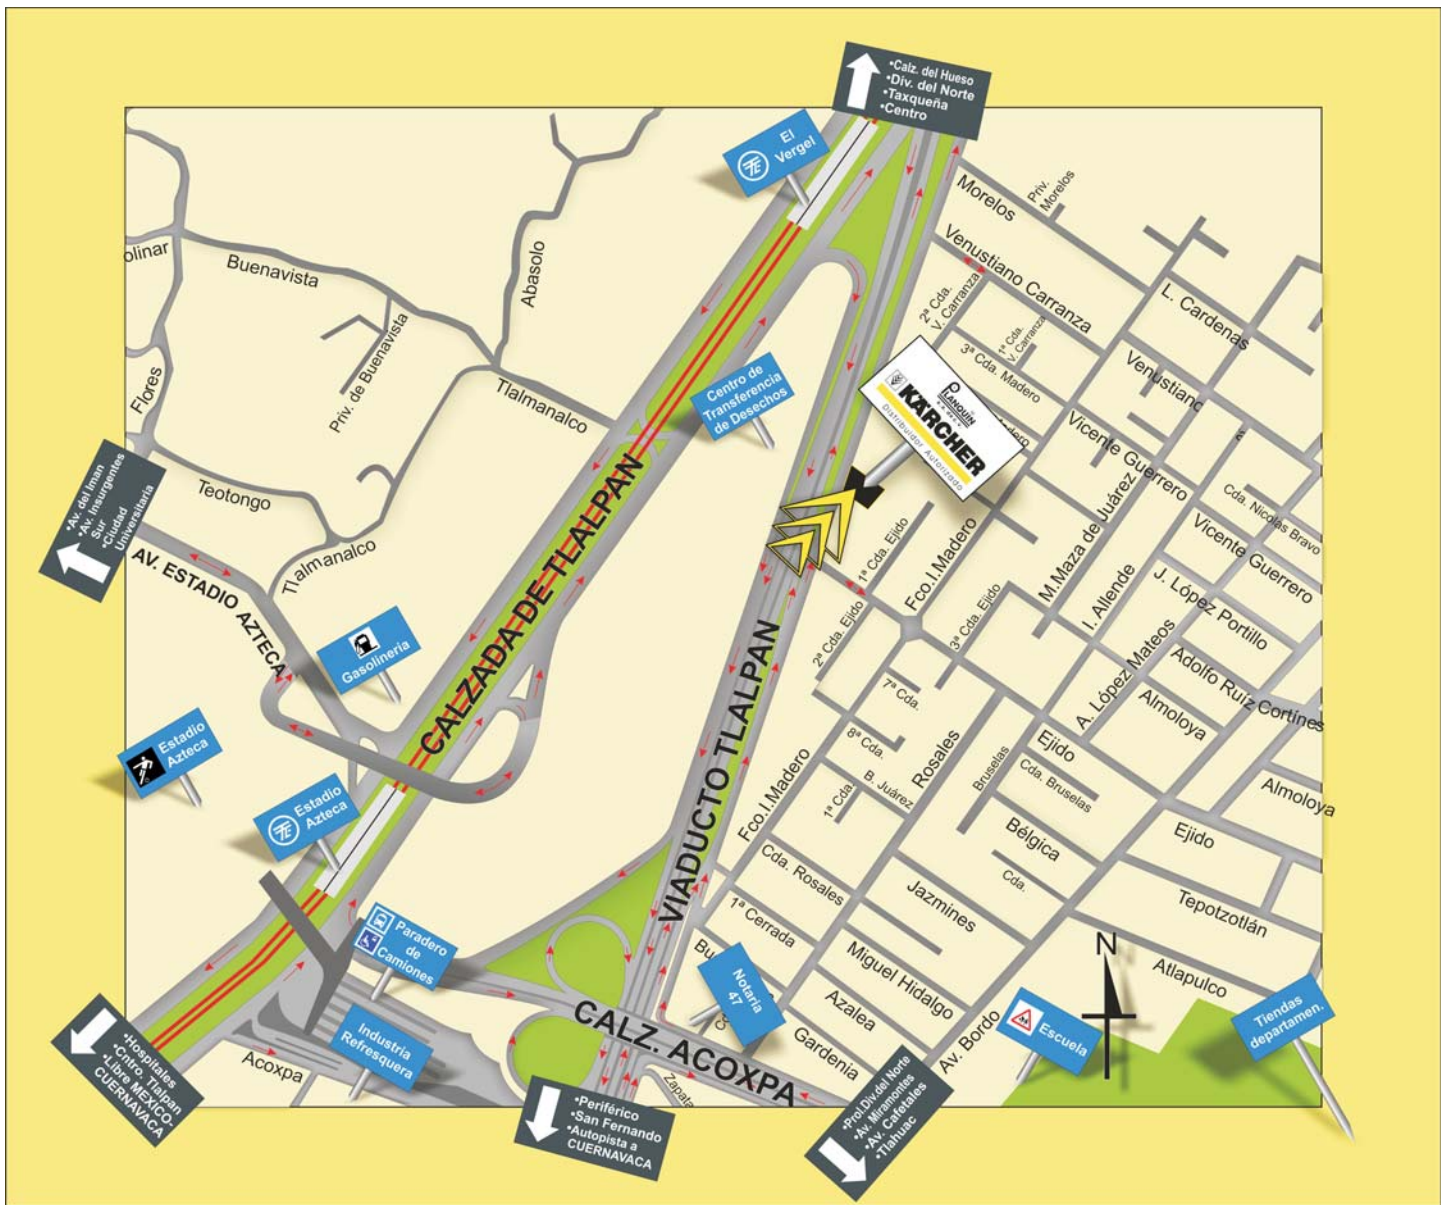 •Calz. del Hueso
•Div. del Norte
•Taxqueña
•Centro
El
Vergel
Morelos
Priv.
Morelos
olinar
Buenavista
Abasolo
Venustiano Carranza
L. Cardenas
2ª Cda.
V. Carranza
1ª Cda.
V. Carranza
Priv. de Buenavista
3ª Cda. Madero
Venustiano
Flores
Tlalmanalco
Centro de
Transferencia
de Desechos
PLANQUIN
S.A. DE C.V.
KÄRCHER
Distribuidor Autorizado
Vicente Guerrero
•Av. del Iman
•Av. Insurgentes
Sur
•Ciudad
Universitaria
Teotongo
Tlalmanalco
CALZADA DE TLALPAN
Cda. Nicolas Bravo
Vicente Guerrero
M.Maza de Juárez
AV. ESTADIO AZTECA
1ª Cda. Ejido
Fco.I.Madero
J. López Portillo
I. Allende
2ª Cda. Ejido
3ª Cda. Ejido
Gasolinería
VIADUCTO TLALPAN
A. López Mateos
Adolfo Ruíz Cortínes
7ª Cda.
Almoloya
Estadio
Azteca
8ª Cda.
Rosales
Ejido
Bruselas
Cda. Bruselas
Almoloya
Estadio
Azteca
Fco.I.Madero
1ª Cda.
B. Juárez
Bélgica
Ejido
Cda. Rosales
Jazmines
Cda.
Tepotzotlán
1ª Cerrada
Paradero
de
Camiones
Miguel Hidalgo
Atlapulco
N
Notaria
47
Azalea
Gardenia
Av. Bordo
Escuela
Tiendas
departamen.
Industria
Refresquera
CALZ. ACOXPA
Acoxpa
Zapata
•Hospitales
•Cntro. Tlalpan
•Libre MEXICO-
CUERNAVACA
•Periférico
•San Fernando
•Autopista a
CUERNAVACA
•Prol.Div.del Norte
•Av. Miramontes
•Av. Cafetales
•Tlahuac